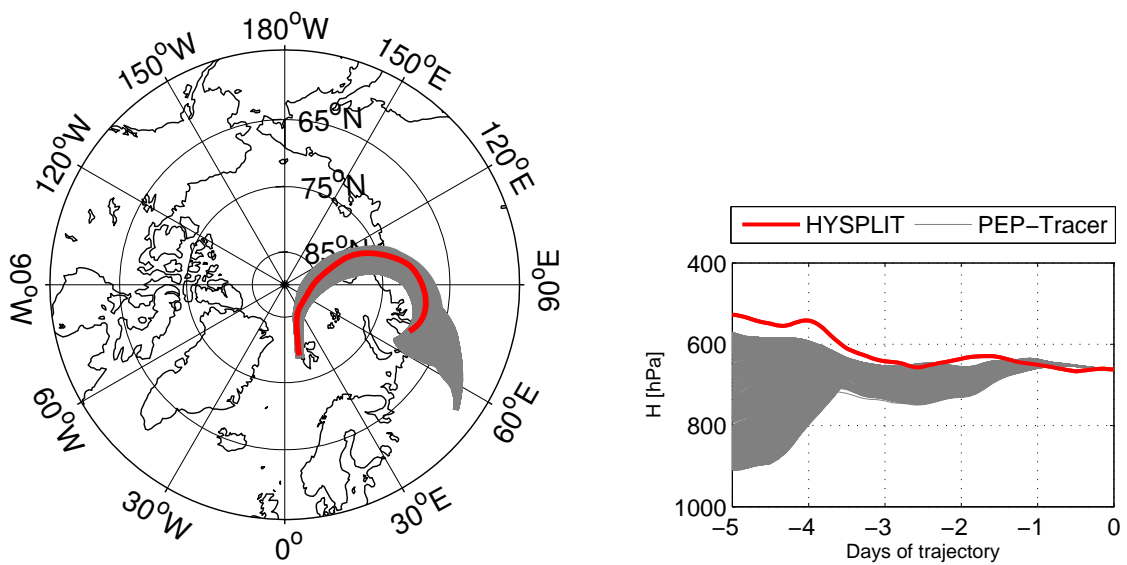 180°W
150°W
150°E
120°W
120°E
65°N
75°N
85°N
90°W
90°E
60°W
60°E
30°W
30°E
0°
HYSPLIT
PEP−Tracer
400
600
800
1000
H [hPa]
−5 −4 −3 −2 −1 0
Days of trajectory